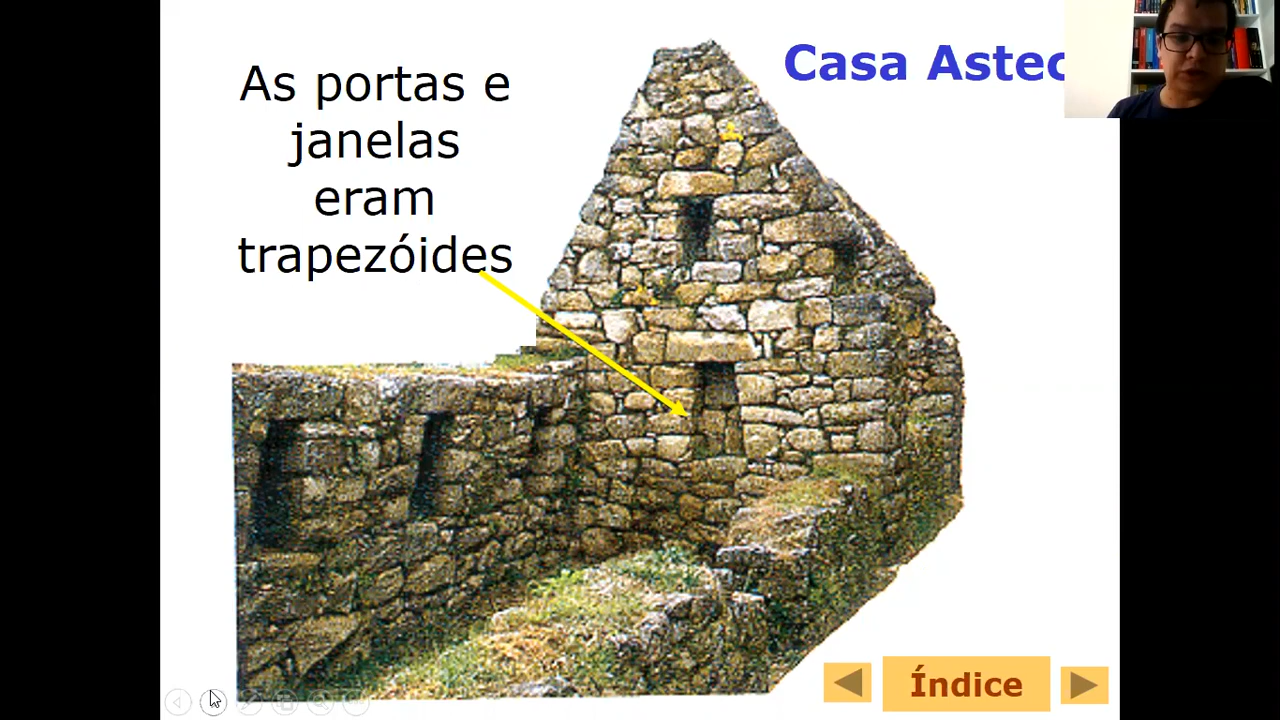 Casa Astec
As portas e
janelas
eram
trapezóides
Índice